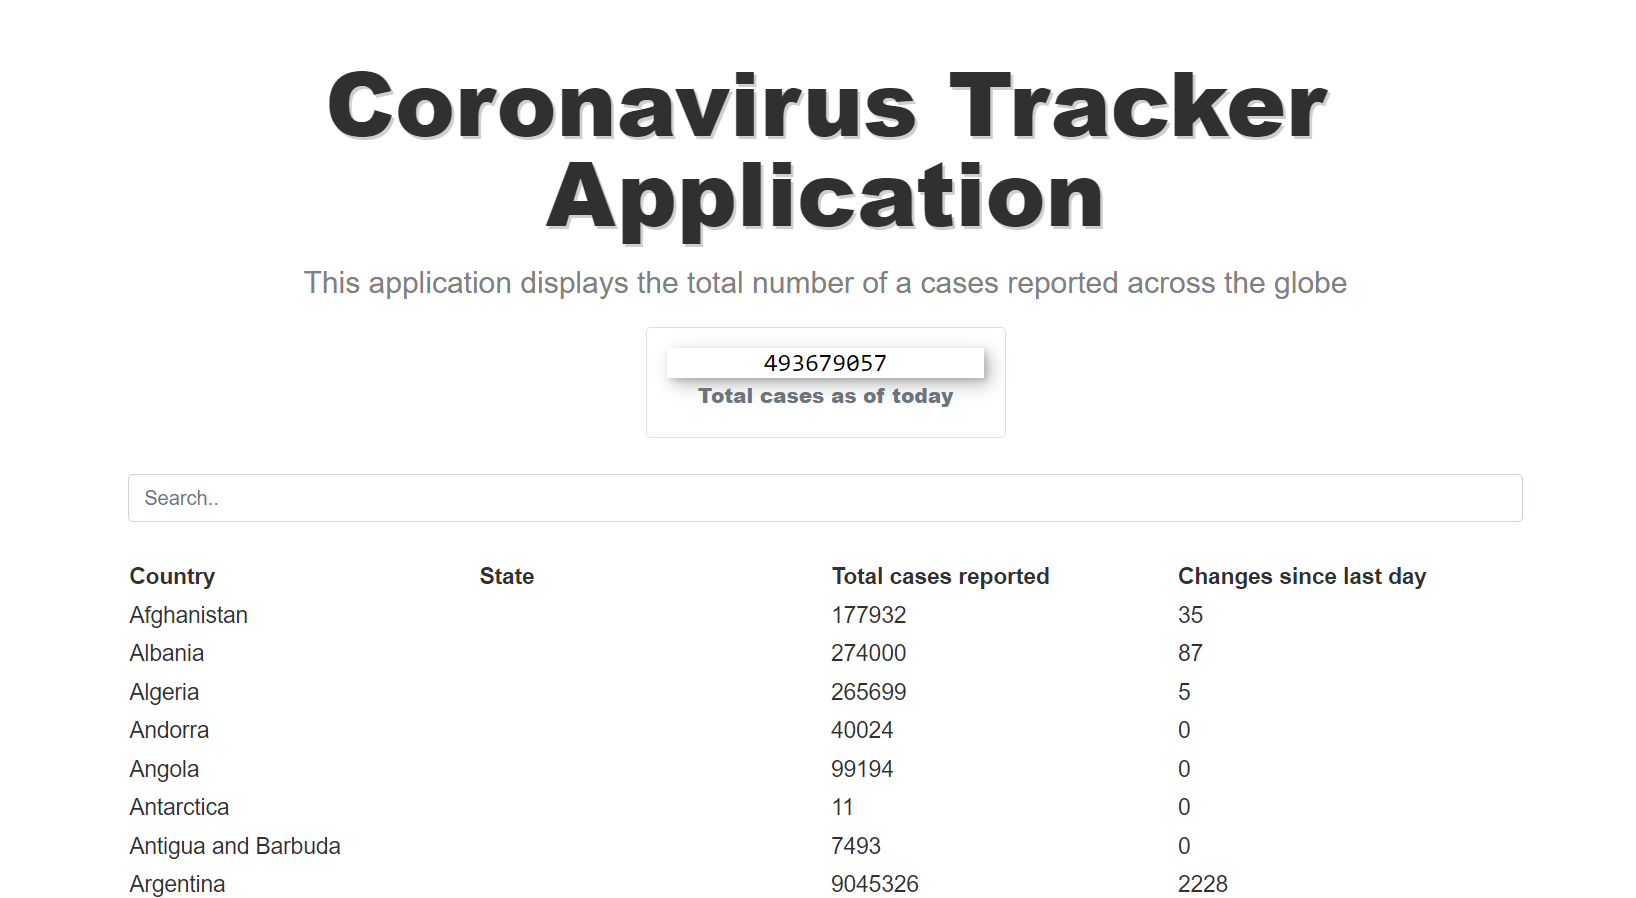 Coronavirus Tracker
Application
This application displays the total number of a cases reported across the globe
493679057
Total cases as of today
Search..
Country State Total cases reported Changes since last day
Afghanistan 177932 35
Albania 274000 87
Algeria 265699 5
Andorra 40024 0
Angola 99194 0
Antarctica 11 0
Antigua and Barbuda 7493 0
Argentina 9045326 2228